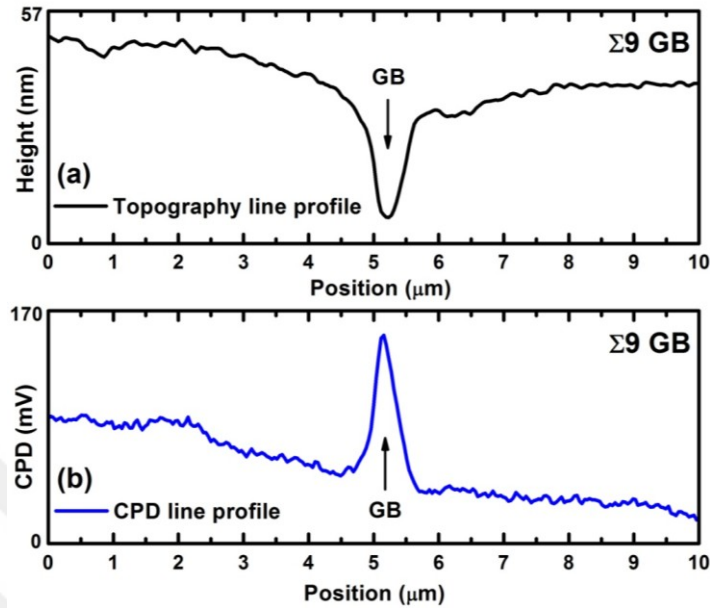 57
Σ9 GB
GB
Height (nm)
(a)
Topography line profile
0
0 1 2 3 4 5 6 7 8 9 10
Position (μm)
170
Σ9 GB
CPD (mV)
(b)
GB
CPD line profile
0
0 1 2 3 4 5 6 7 8 9 10
Position (μm)